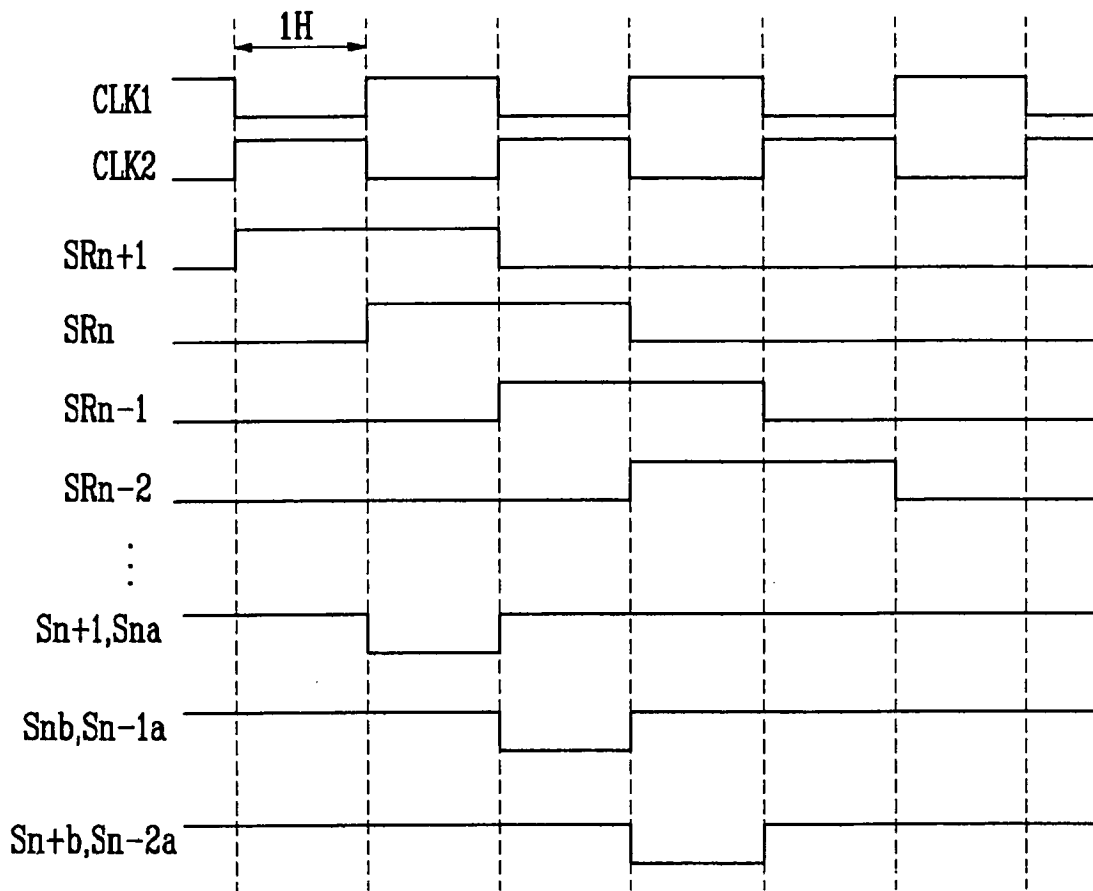 1H
CLK1
CLK2
SRn+1
SRn
SRn-1
SRn-2
Sn+1,Sna
Snb,Sn-1a
Sn+b,Sn-2a